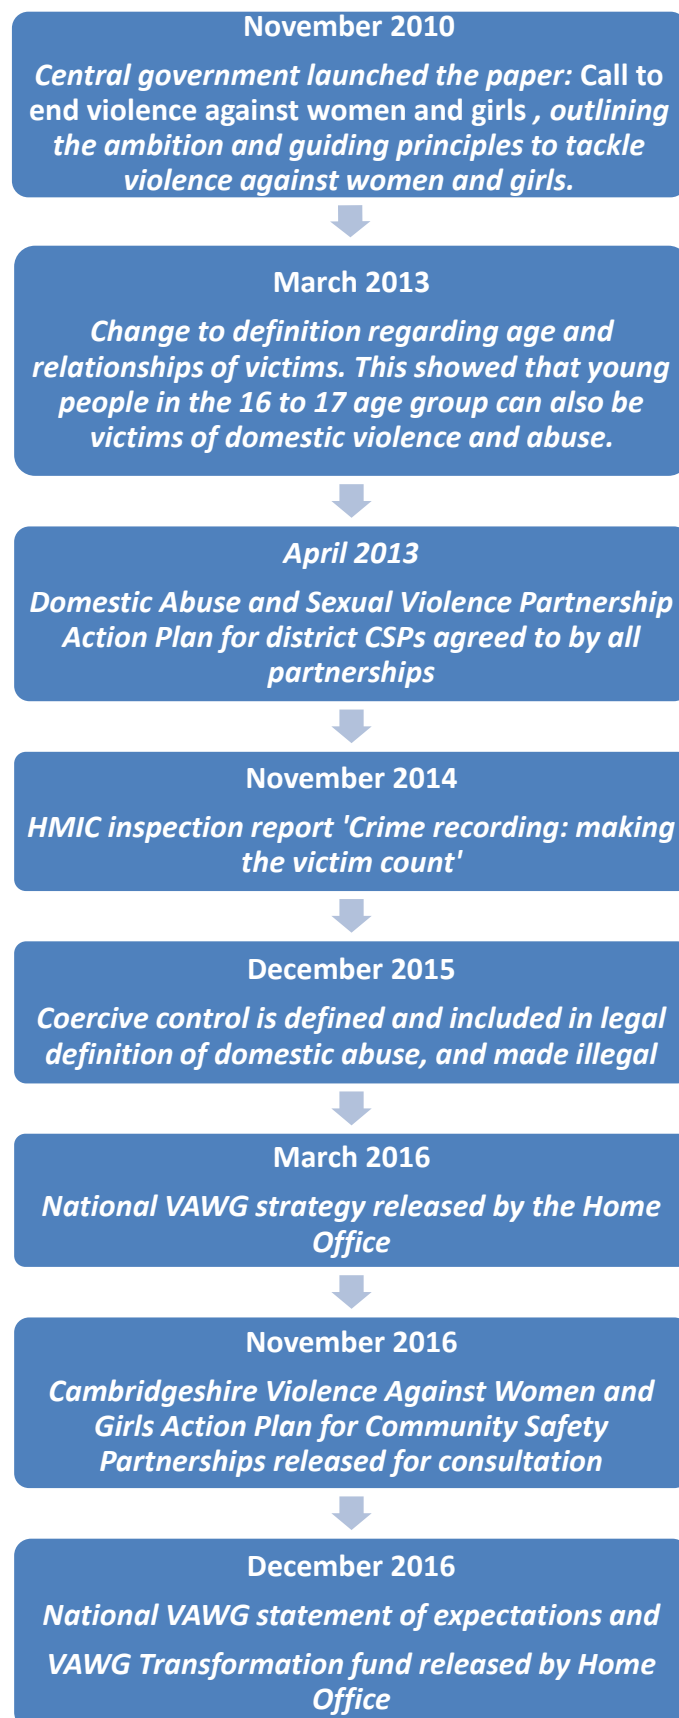 November 2010
Central government launched the paper: Call to
end violence against women and girls , outlining
the ambition and guiding principles to tackle
violence against women and girls.
March 2013
Change to definition regarding age and
relationships of victims. This showed that young
people in the 16 to 17 age group can also be
victims of domestic violence and abuse.
April 2013
Domestic Abuse and Sexual Violence Partnership
Action Plan for district CSPs agreed to by all
partnerships
November 2014
HMIC inspection report 'Crime recording: making
the victim count'
December 2015
Coercive control is defined and included in legal
definition of domestic abuse, and made illegal
March 2016
National VAWG strategy released by the Home
Office
November 2016
Cambridgeshire Violence Against Women and
Girls Action Plan for Community Safety
Partnerships released for consultation
December 2016
National VAWG statement of expectations and
VAWG Transformation fund released by Home
Office